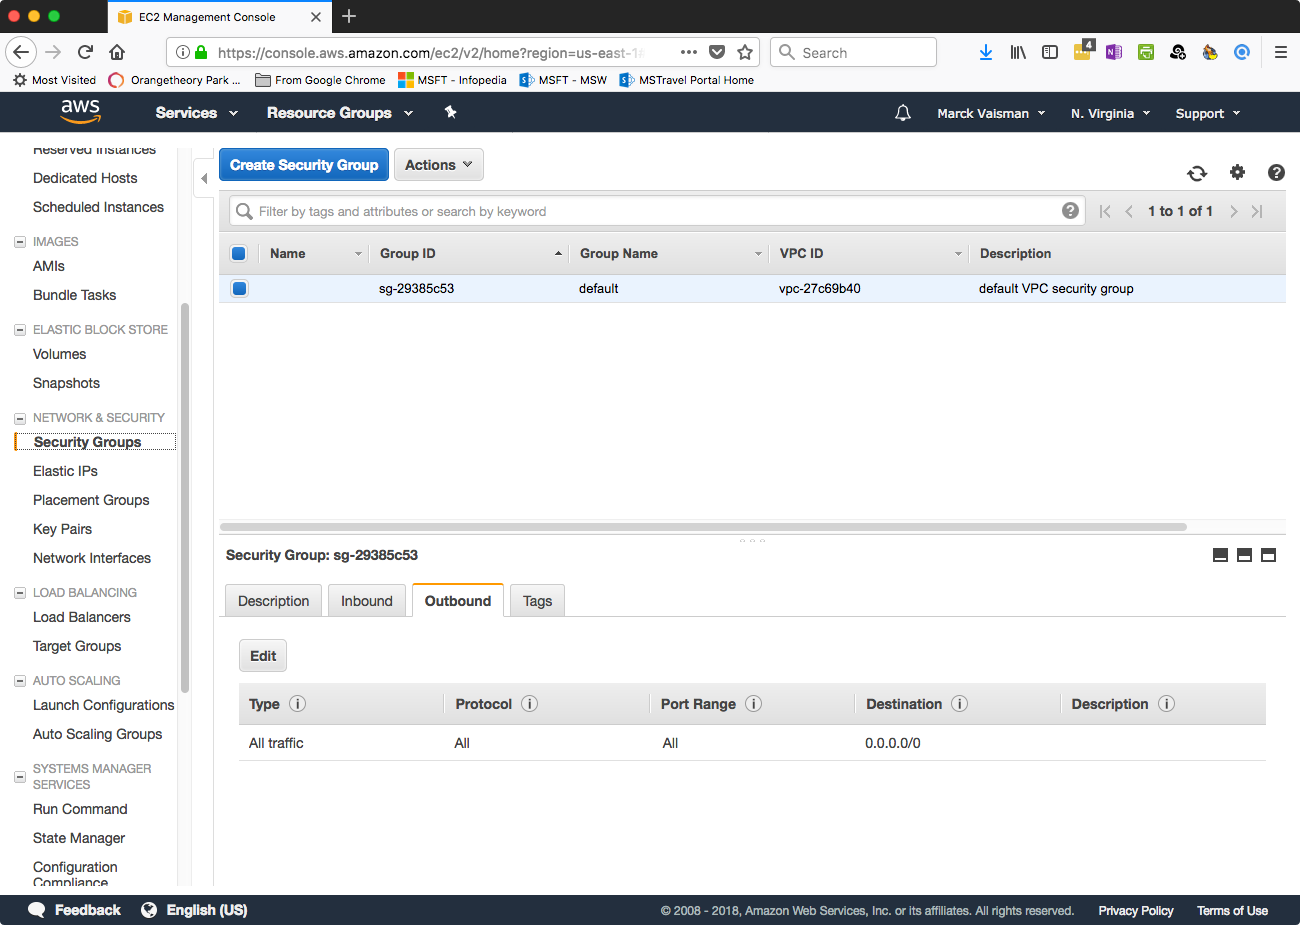 EC2 Management Console
https://console.aws.amazon.com/ec2/v2/home?region=us-east-1
Search
4
Most Visited
Orangetheory Park ...
From Google Chrome
MSFT - Infopedia
MSFT - MSW
MSTravel Portal Home
aws
Services
Resource Groups
Marck Vaisman
N. Virginia
Support
Reserved Instances
Dedicated Hosts
Scheduled Instances
IMAGES
AMIs
Bundle Tasks
ELASTIC BLOCK STORE
Volumes
Snapshots
NETWORK & SECURITY
Security Groups
Elastic IPs
Placement Groups
Key Pairs
Network Interfaces
LOAD BALANCING
Load Balancers
Target Groups
AUTO SCALING
Launch Configurations
Auto Scaling Groups
SYSTEMS MANAGER
SERVICES
Run Command
State Manager
Configuration
Compliance
Create Security Group
Actions
Filter by tags and attributes or search by keyword
1 to 1 of 1
Name Group ID Group Name VPC ID Description
sg-29385c53 default vpc-27c69b40 default VPC security group
Security Group: sg-29385c53
Description
Inbound
Outbound
Tags
Edit
Type Protocol Port Range Destination Description
All traffic All All 0.0.0.0/0
Feedback
English (US)
© 2008 - 2018, Amazon Web Services, Inc. or its affiliates. All rights reserved.
Privacy Policy
Terms of Use